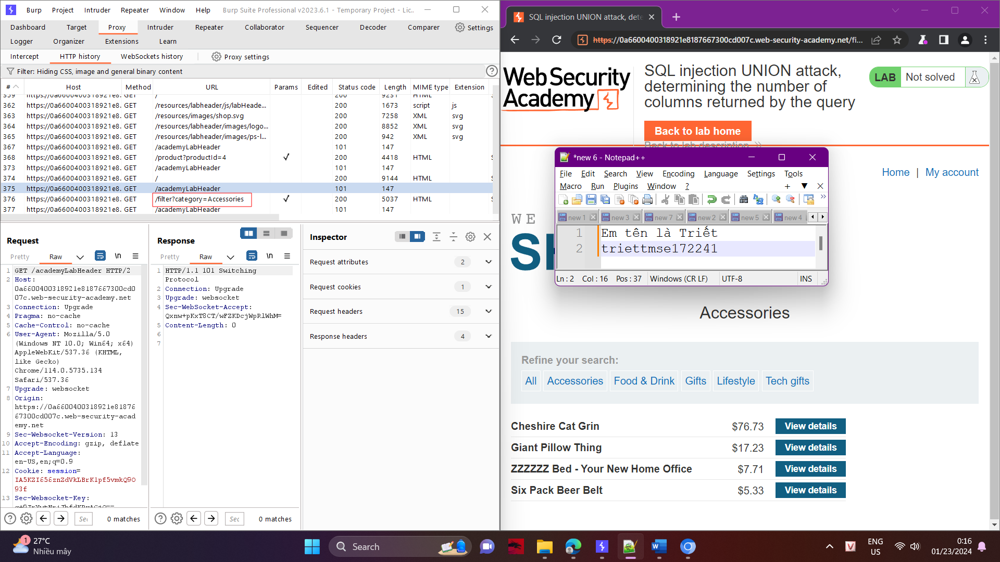 Burp Project Intruder Repeater Window Help Burp Suite Professional v2023.6.1 - Temporary Project - Lic...
Dashboard Target Proxy Intruder Repeater Collaborator Sequencer Decoder Comparer Settings
Logger Organizer Extensions Learn
Intercept HTTP history WebSockets history Proxy settings
Filter: Hiding CSS, image and general binary content
# Host Method URL Params Edited Status code Length MIME type Extension
359 https://0a6600400318921e8. GET / 200 9231 HTML
362 https://0a6600400318921e8. GET /resources/labheader/js/labHeade... 200 1673 script js
363 https://0a6600400318921e8. GET /resources/images/shop.svg 200 7258 XML svg
364 https://0a6600400318921e8. GET /resources/labheader/images/logo... 200 8852 XML svg
365 https://0a6600400318921e8. GET /resources/labheader/images/ps-l... 200 942 XML svg
367 https://0a6600400318921e8. GET /academyLabHeader 101 147
368 https://0a6600400318921e8. GET /product?productId=4 ✓ 200 4418 HTML
373 https://0a6600400318921e8. GET /academyLabHeader 101 147
374 https://0a6600400318921e8. GET / 200 9144 HTML
375 https://0a6600400318921e8. GET /academyLabHeader 101 147
376 https://0a6600400318921e8. GET /filter?category=Accessories ✓ 200 5037 HTML
377 https://0a6600400318921e8. GET /academyLabHeader 101 147
Request
Pretty Raw \n
1 GET /academyLabHeader HTTP/2
2 Host:
0a6600400318921e8187667300cd0
07c.web-security-academy.net
3 Connection: Upgrade
4 Pragma: no-cache
5 Cache-Control: no-cache
6 User-Agent: Mozilla/5.0
(Windows NT 10.0; Win64; x64)
AppleWebKit/537.36 (KHTML,
like Gecko)
Chrome/114.0.5735.134
Safari/537.36
7 Upgrade: websocket
8 Origin:
https://0a6600400318921e81876
67300cd007c.web-security-acad
emy.net
9 Sec-Websocket-Version: 13
10 Accept-Encoding: gzip, deflate
11 Accept-Language:
en-US,en;q=0.9
12 Cookie: session=
IA5KZI656znZdVkLBrKlpf5vmkQ9O
93f
13 Sec-Websocket-Key:
0 matches
Response
Pretty Raw \n
1 HTTP/1.1 101 Switching
Protocol
2 Connection: Upgrade
3 Upgrade: websocket
4 Sec-WebSocket-Accept:
Qxnw+pKxT8CT/wFZKDcjWpRlWhM=
5 Content-Length: 0
6
7
0 matches
Inspector
Request attributes 2
Request cookies 1
Request headers 15
Response headers 4
SQL injection UNION attack, dete
https://0a6600400318921e8187667300cd007c.web-security-academy.net/fi...
Web Security
Academy
SQL injection UNION attack,
determining the number of
columns returned by the query
LAB Not solved
Back to lab home
Back to lab description
Home | My account
*new 6 - Notepad++
File Edit Search View Encoding Language Settings Tools
Macro Run Plugins Window ?
new 1 new 3 new 7 new 2 new 5 new 4
1 Em tên là Triết
2 triettmse172241
Ln : 2 Col : 16 Pos : 37 Windows (CR LF) UTF-8 INS
WE
SH
Accessories
Refine your search:
All Accessories Food & Drink Gifts Lifestyle Tech gifts
Cheshire Cat Grin $76.73 View details
Giant Pillow Thing $17.23 View details
ZZZZZZ Bed - Your New Home Office $7.71 View details
Six Pack Beer Belt $5.33 View details
1 27°C
Nhiều mây
Search
ENG
US
0:16
01/23/2024